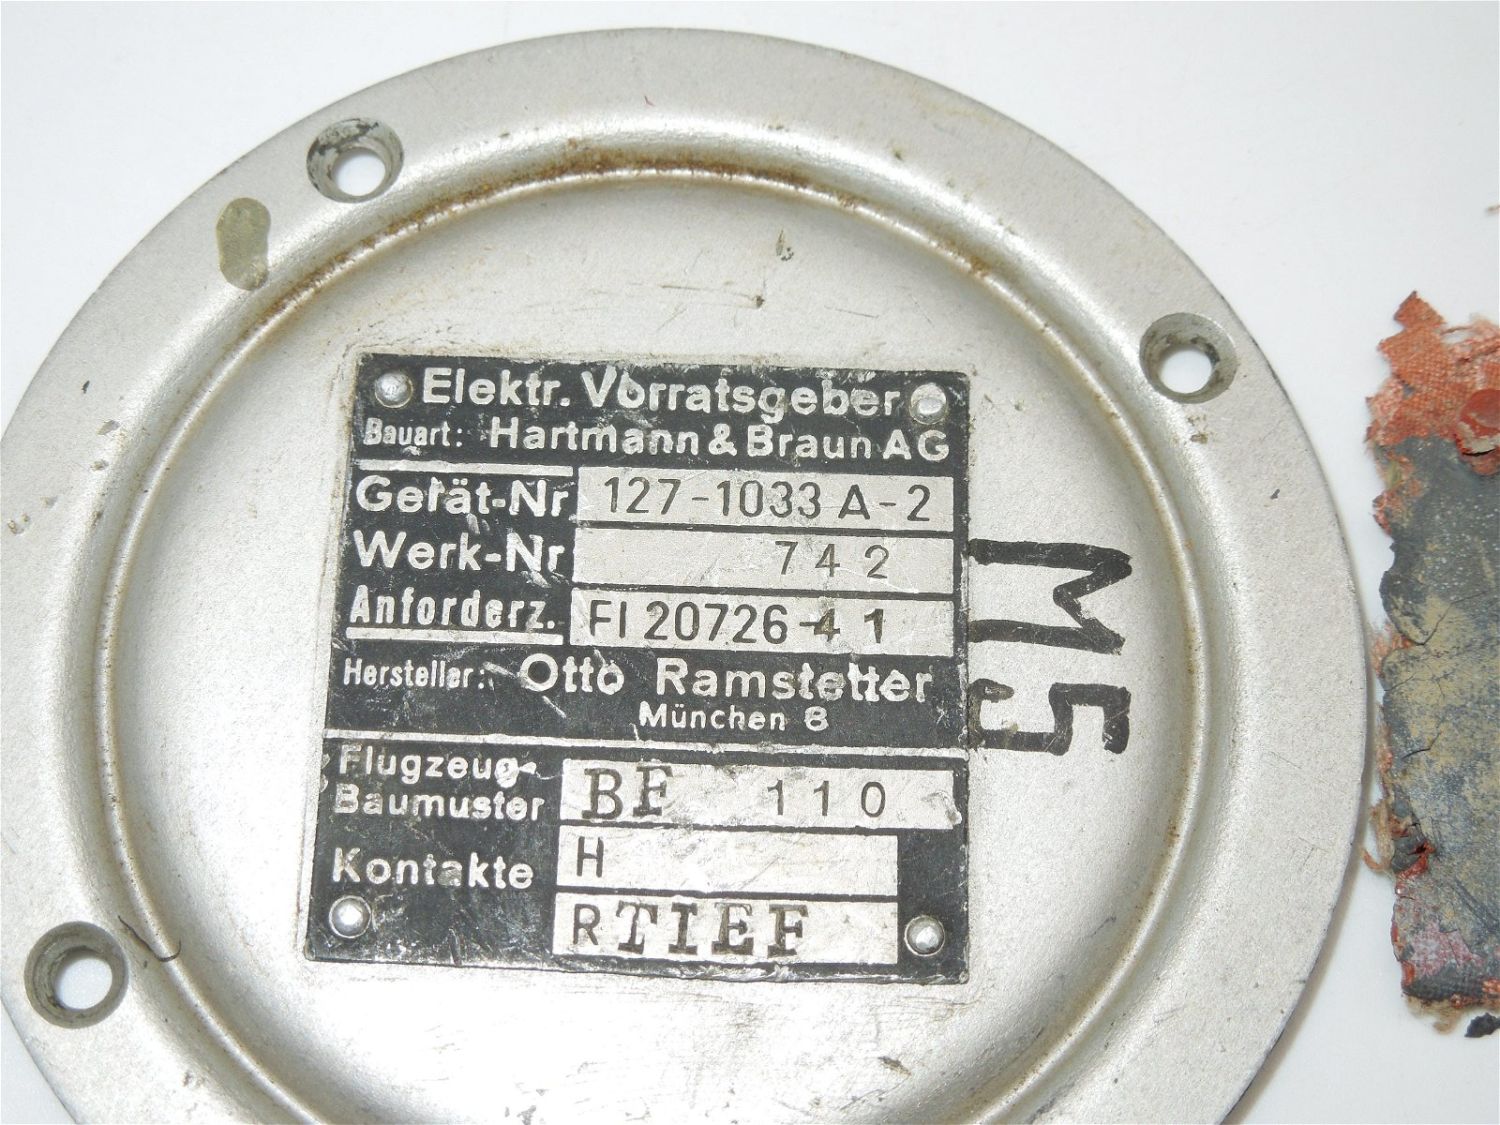 Elektr. Vorratsgeber
Bauart: Hartmann & Braun AG
Gerät-Nr 127-1033 A-2
Werk-Nr 742
Anforderz. Fl 20726-41
Hersteller: Otto Ramstetter
München 8
Flugzeug-
Baumuster BF 110
Kontakte H
R TIEF
M5